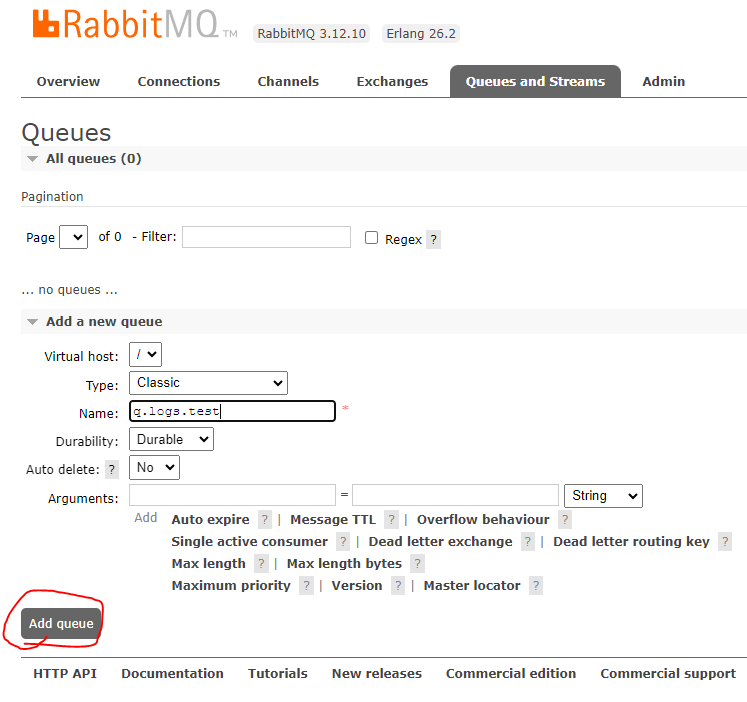 RabbitMQ TM RabbitMQ 3.12.10 Erlang 26.2
Overview Connections Channels Exchanges Queues and Streams Admin
Queues
All queues (0)
Pagination
Page of 0 - Filter: Regex ?
... no queues ...
Add a new queue
Virtual host: /
Type: Classic
Name: q.logs.test *
Durability: Durable
Auto delete: ? No
Arguments: = String
Add Auto expire ? | Message TTL ? | Overflow behaviour ?
Single active consumer ? | Dead letter exchange ? | Dead letter routing key ?
Max length ? | Max length bytes ?
Maximum priority ? | Version ? | Master locator ?
Add queue
HTTP API Documentation Tutorials New releases Commercial edition Commercial support